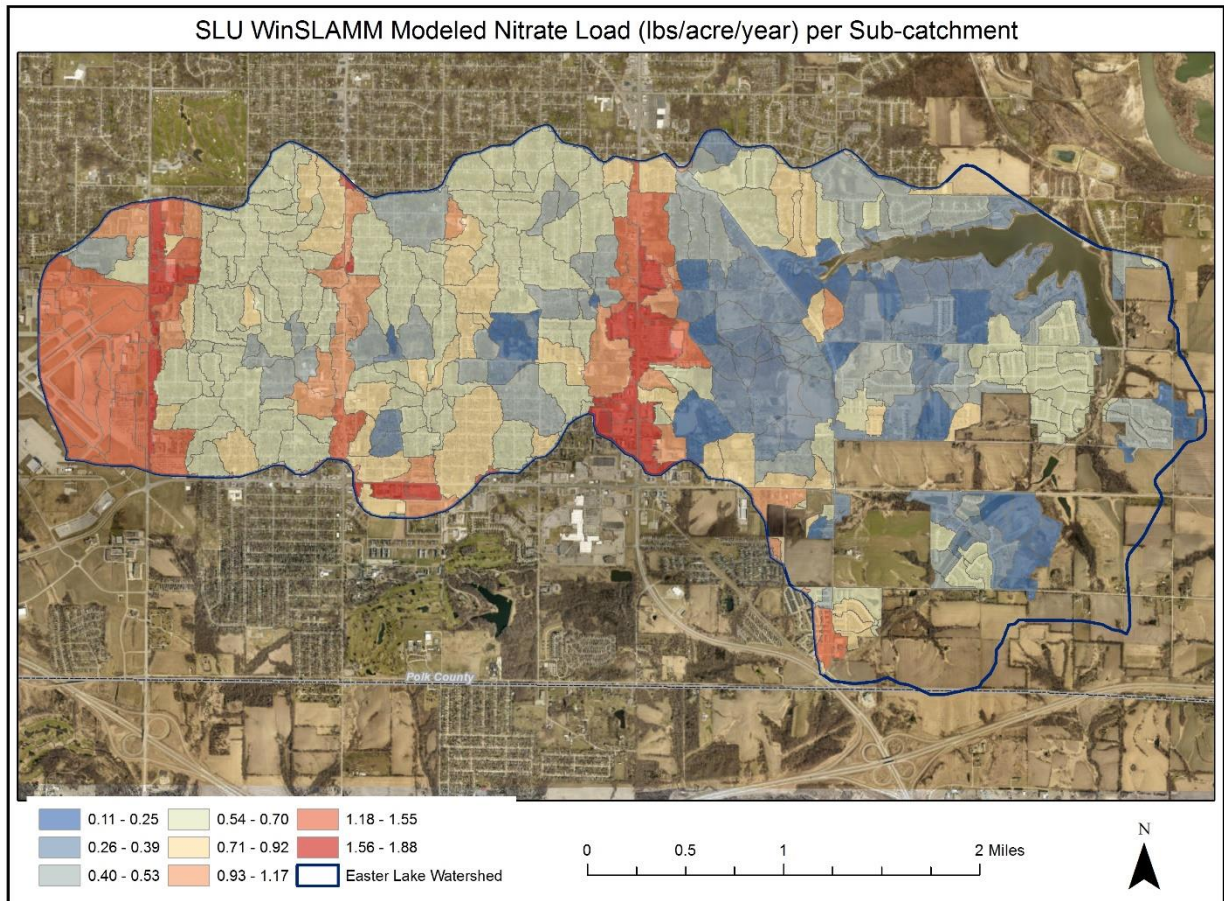 SLU WinSLAMM Modeled Nitrate Load (lbs/acre/year) per Sub-catchment
Polk County
0.11 - 0.25 0.54 - 0.70 1.18 - 1.55
0.26 - 0.39 0.71 - 0.92 1.56 - 1.88
0.40 - 0.53 0.93 - 1.17 Easter Lake Watershed
0 0.5 1 2 Miles
N